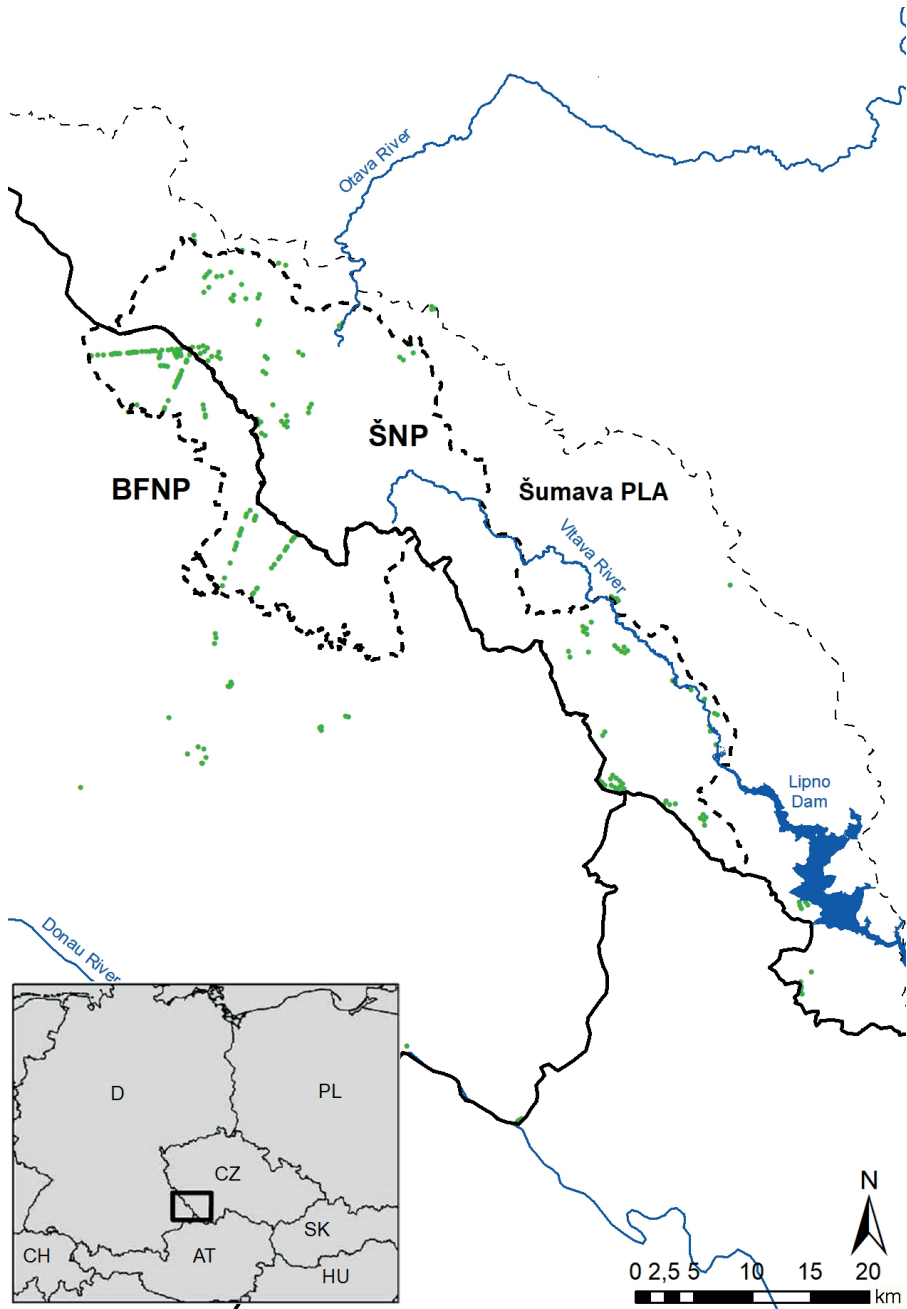 Otava River
ŠNP
BFNP
Šumava PLA
Vltava River
Lipno
Dam
Donau River
D
PL
CZ
SK
CH
AT
HU
N
0 2,5 5 10 15 20
km